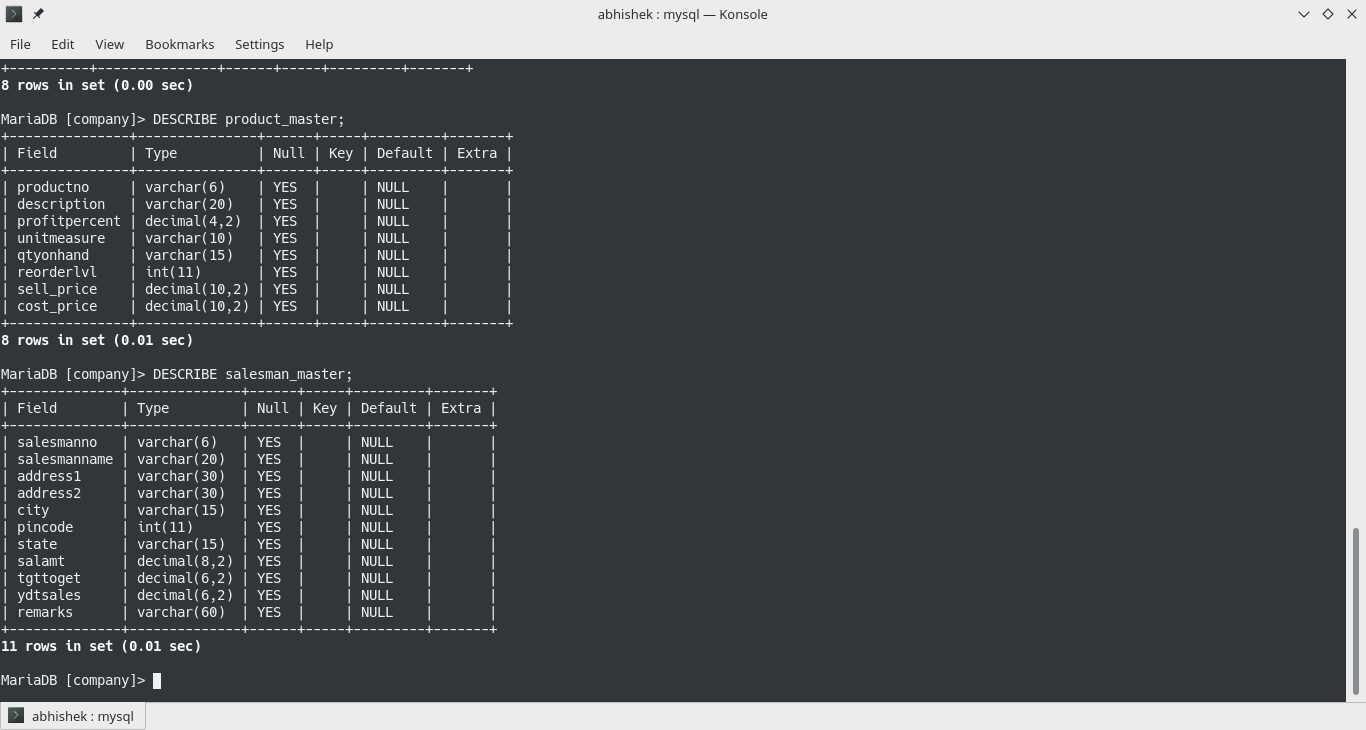 abhishek : mysql — Konsole
File Edit View Bookmarks Settings Help
+----------+---------------+------+-----+---------+-------+
8 rows in set (0.00 sec)
MariaDB [company]> DESCRIBE product_master;
+---------------+---------------+------+-----+---------+-------+
| Field         | Type          | Null | Key | Default | Extra |
+---------------+---------------+------+-----+---------+-------+
| productno     | varchar(6)    | YES  |     | NULL    |       |
| description   | varchar(20)   | YES  |     | NULL    |       |
| profitpercent | decimal(4,2)  | YES  |     | NULL    |       |
| unitmeasure   | varchar(10)   | YES  |     | NULL    |       |
| qtyonhand     | varchar(15)   | YES  |     | NULL    |       |
| reorderlvl    | int(11)       | YES  |     | NULL    |       |
| sell_price    | decimal(10,2) | YES  |     | NULL    |       |
| cost_price    | decimal(10,2) | YES  |     | NULL    |       |
+---------------+---------------+------+-----+---------+-------+
8 rows in set (0.01 sec)
MariaDB [company]> DESCRIBE salesman_master;
+--------------+--------------+------+-----+---------+-------+
| Field        | Type         | Null | Key | Default | Extra |
+--------------+--------------+------+-----+---------+-------+
| salesmanno   | varchar(6)   | YES  |     | NULL    |       |
| salesmanname | varchar(20)  | YES  |     | NULL    |       |
| address1     | varchar(30)  | YES  |     | NULL    |       |
| address2     | varchar(30)  | YES  |     | NULL    |       |
| city         | varchar(15)  | YES  |     | NULL    |       |
| pincode      | int(11)      | YES  |     | NULL    |       |
| state        | varchar(15)  | YES  |     | NULL    |       |
| salamt       | decimal(8,2) | YES  |     | NULL    |       |
| tgttoget     | decimal(6,2) | YES  |     | NULL    |       |
| ydtsales     | decimal(6,2) | YES  |     | NULL    |       |
| remarks      | varchar(60)  | YES  |     | NULL    |       |
+--------------+--------------+------+-----+---------+-------+
11 rows in set (0.01 sec)
MariaDB [company]>
abhishek : mysql